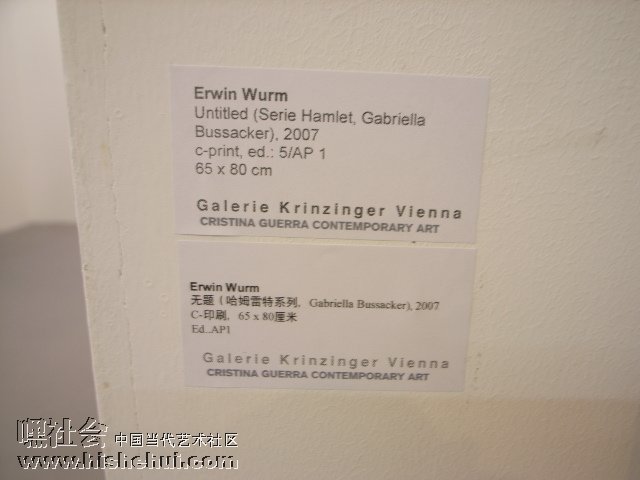 Erwin Wurm
Untitled (Serie Hamlet, Gabriella
Bussacker), 2007
c-print, ed.: 5/AP 1
65 x 80 cm
Galerie Krinzinger Vienna
CRISTINA GUERRA CONTEMPORARY ART
Erwin Wurm
无题（哈姆雷特系列, Gabriella Bussacker), 2007
C-印刷, 65 x 80厘米
Ed..AP1
Galerie Krinzinger Vienna
CRISTINA GUERRA CONTEMPORARY ART
嘿社会 中国当代艺术社区
www.hishehui.com